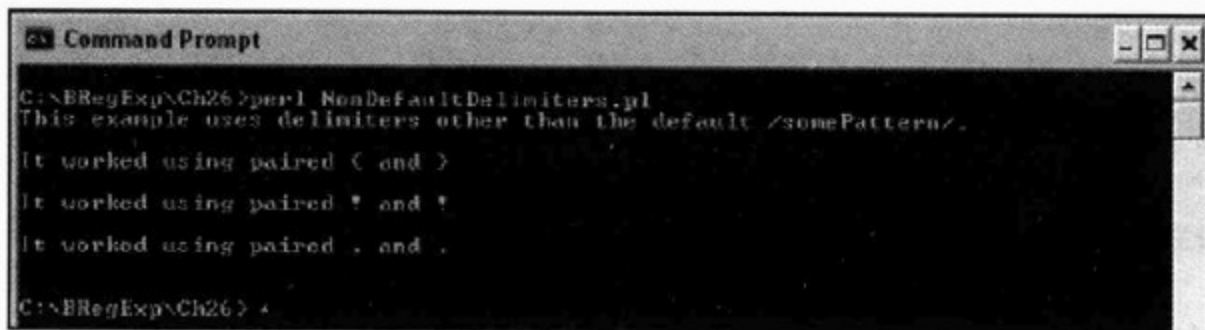 Command Prompt
C:\BRegExp\Ch26>perl NonDefaultDelimiters.pl
This example uses delimiters other than the default /somePattern/.
It worked using paired { and }
It worked using paired ! and !
It worked using paired . and .
C:\BRegExp\Ch26>